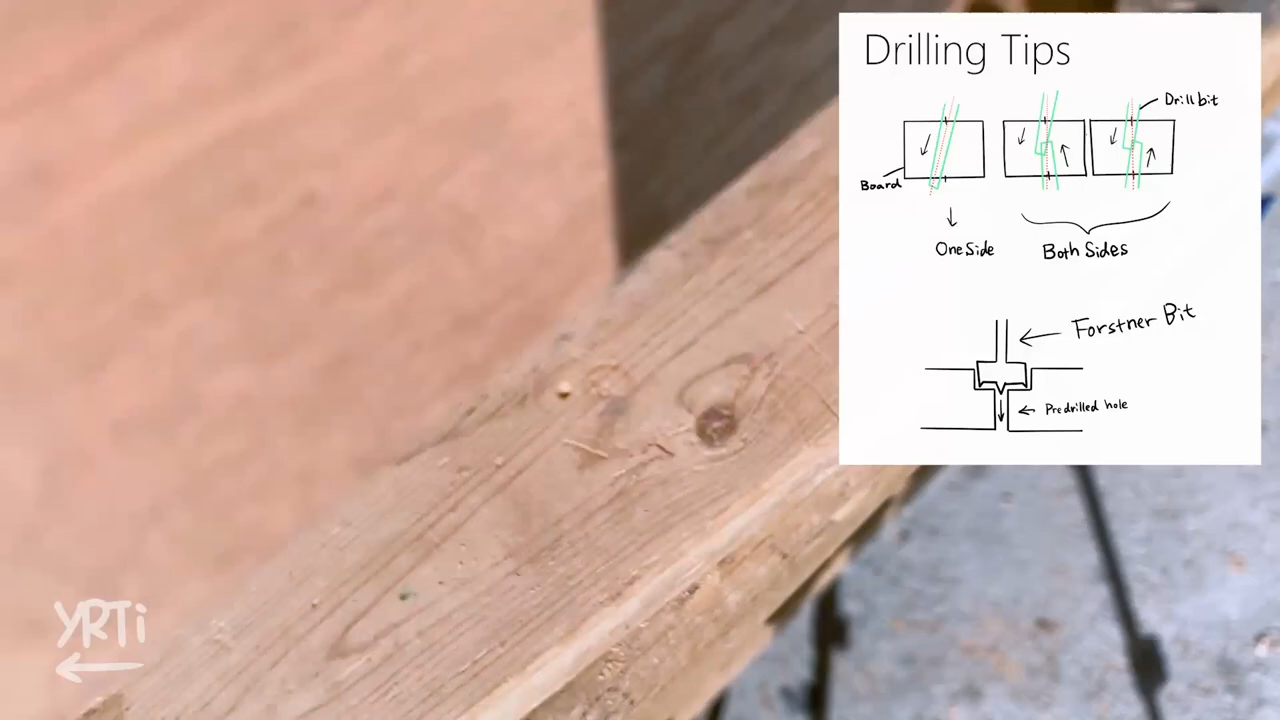 Drilling Tips
Drill bit
Board
One Side
Both Sides
Forstner Bit
Predrilled hole
YRTi